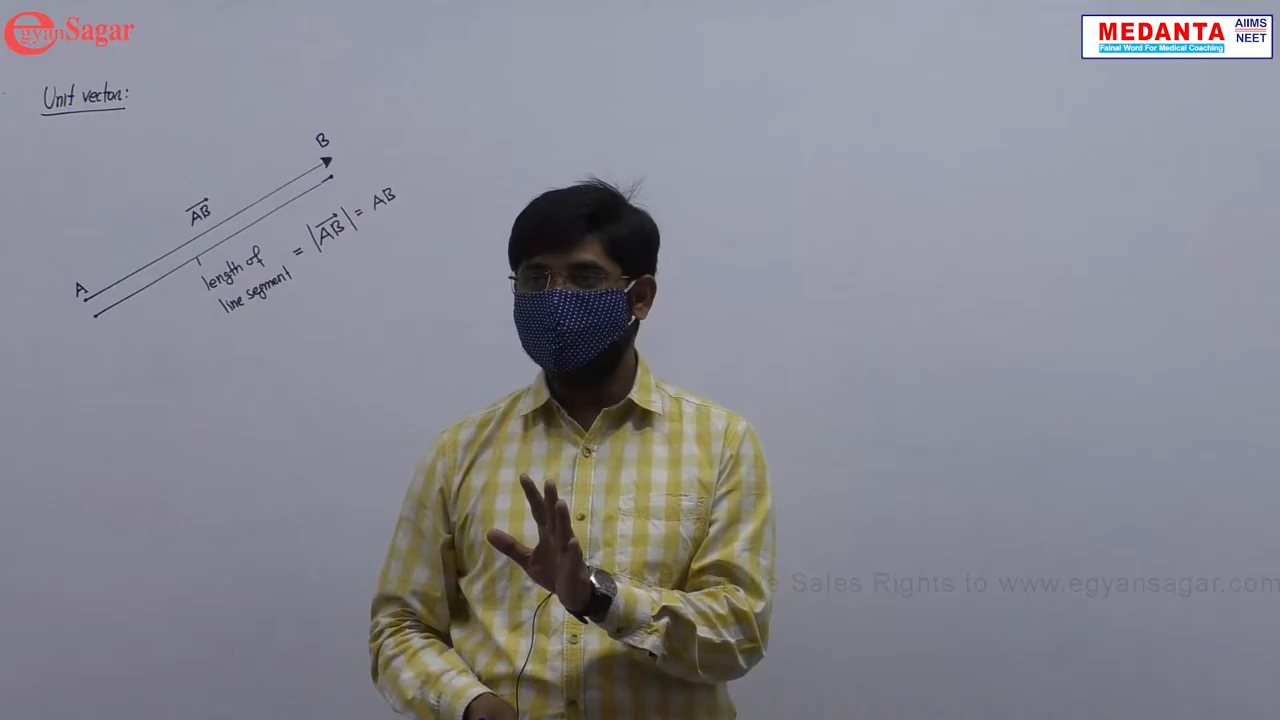 egyanSagar
MEDANTA
Fainal Word For Medical Coaching
AIIMS
NEET
Unit vector:
B
AB
A
length of
line segment = |AB| = AB
e Sales Rights to www.egyansagar.com